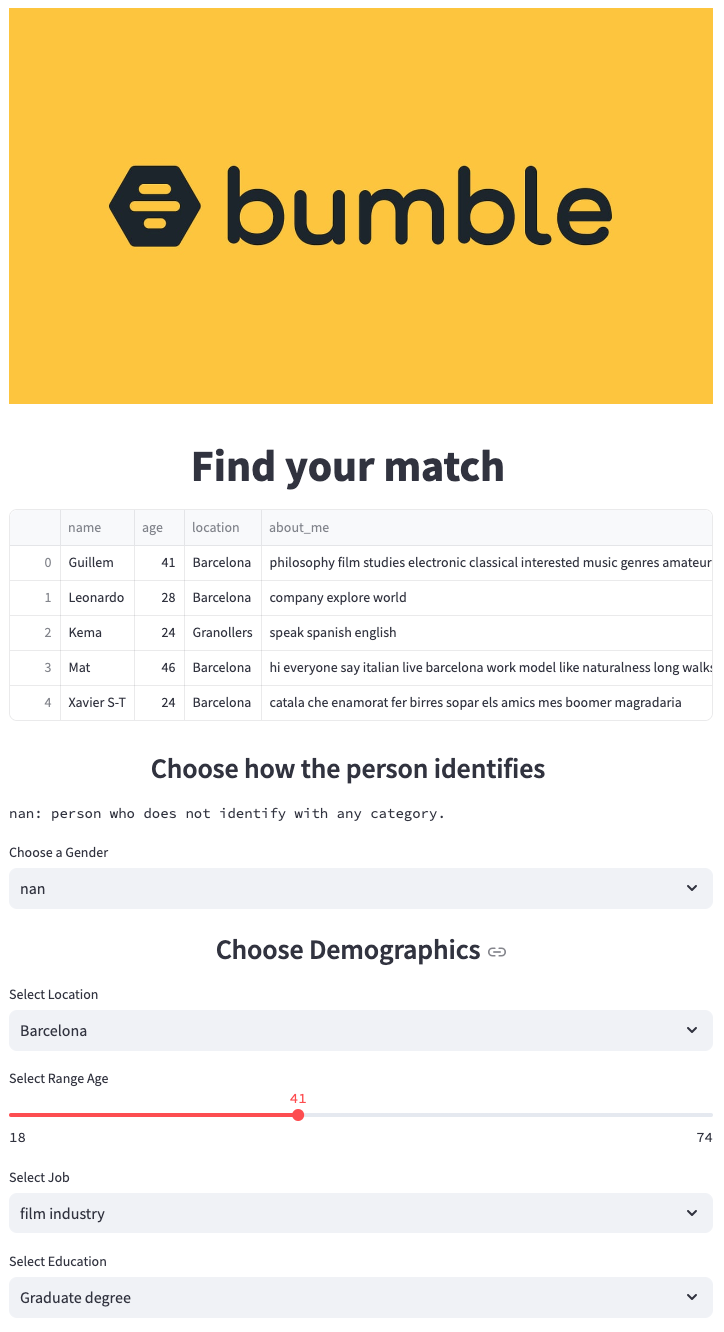 bumble
Find your match
name age location about_me
0 Guillem 41 Barcelona philosophy film studies electronic classical interested music genres amateur
1 Leonardo 28 Barcelona company explore world
2 Kema 24 Granollers speak spanish english
3 Mat 46 Barcelona hi everyone say italian live barcelona work model like naturalness long walks
4 Xavier S-T 24 Barcelona catala che enamorat fer birres sopar els amics mes boomer magradaria
Choose how the person identifies
nan: person who does not identify with any category.
Choose a Gender
nan
Choose Demographics
Select Location
Barcelona
Select Range Age
41
18 74
Select Job
film industry
Select Education
Graduate degree